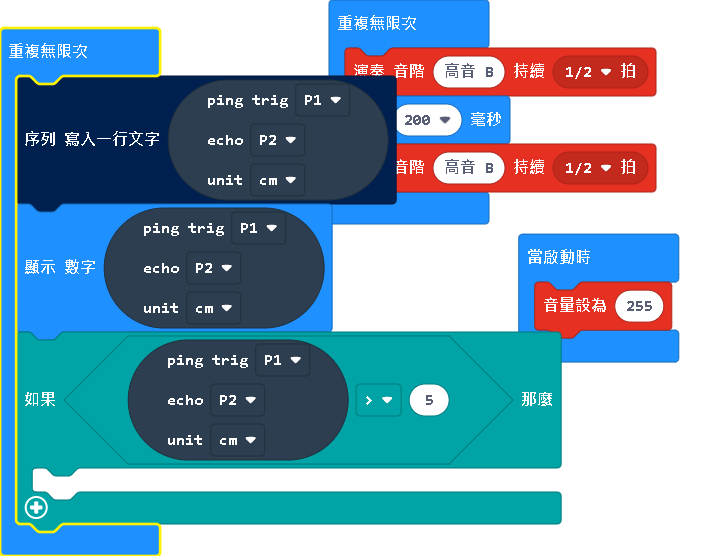 重複無限次
序列 寫入一行文字 ping trig P1
echo P2
unit cm
顯示 數字 ping trig P1
echo P2
unit cm
如果 ping trig P1
echo P2
unit cm
> 5 那麼
重複無限次
演奏 音階 高音 B 持續 1/2 拍
200 毫秒
音階 高音 B 持續 1/2 拍
當啟動時
音量設為 255